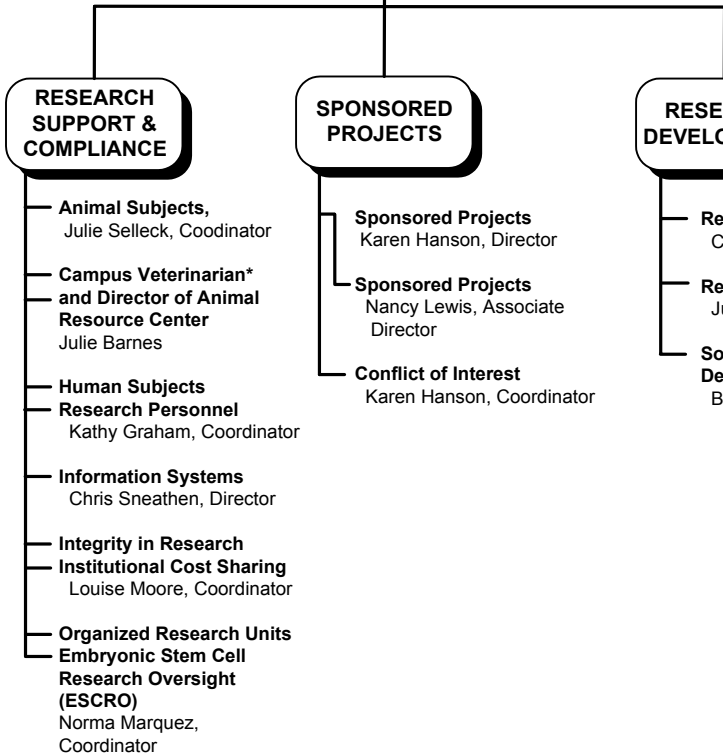 RESEARCH
SUPPORT &
COMPLIANCE
Animal Subjects,
Julie Selleck, Coodinator
Campus Veterinarian*
and Director of Animal
Resource Center
Julie Barnes
Human Subjects
Research Personnel
Kathy Graham, Coordinator
Information Systems
Chris Sneathen, Director
Integrity in Research
Institutional Cost Sharing
Louise Moore, Coordinator
Organized Research Units
Embryonic Stem Cell
Research Oversight
(ESCRO)
Norma Marquez,
Coordinator
SPONSORED
PROJECTS
Sponsored Projects
Karen Hanson, Director
Sponsored Projects
Nancy Lewis, Associate
Director
Conflict of Interest
Karen Hanson, Coordinator